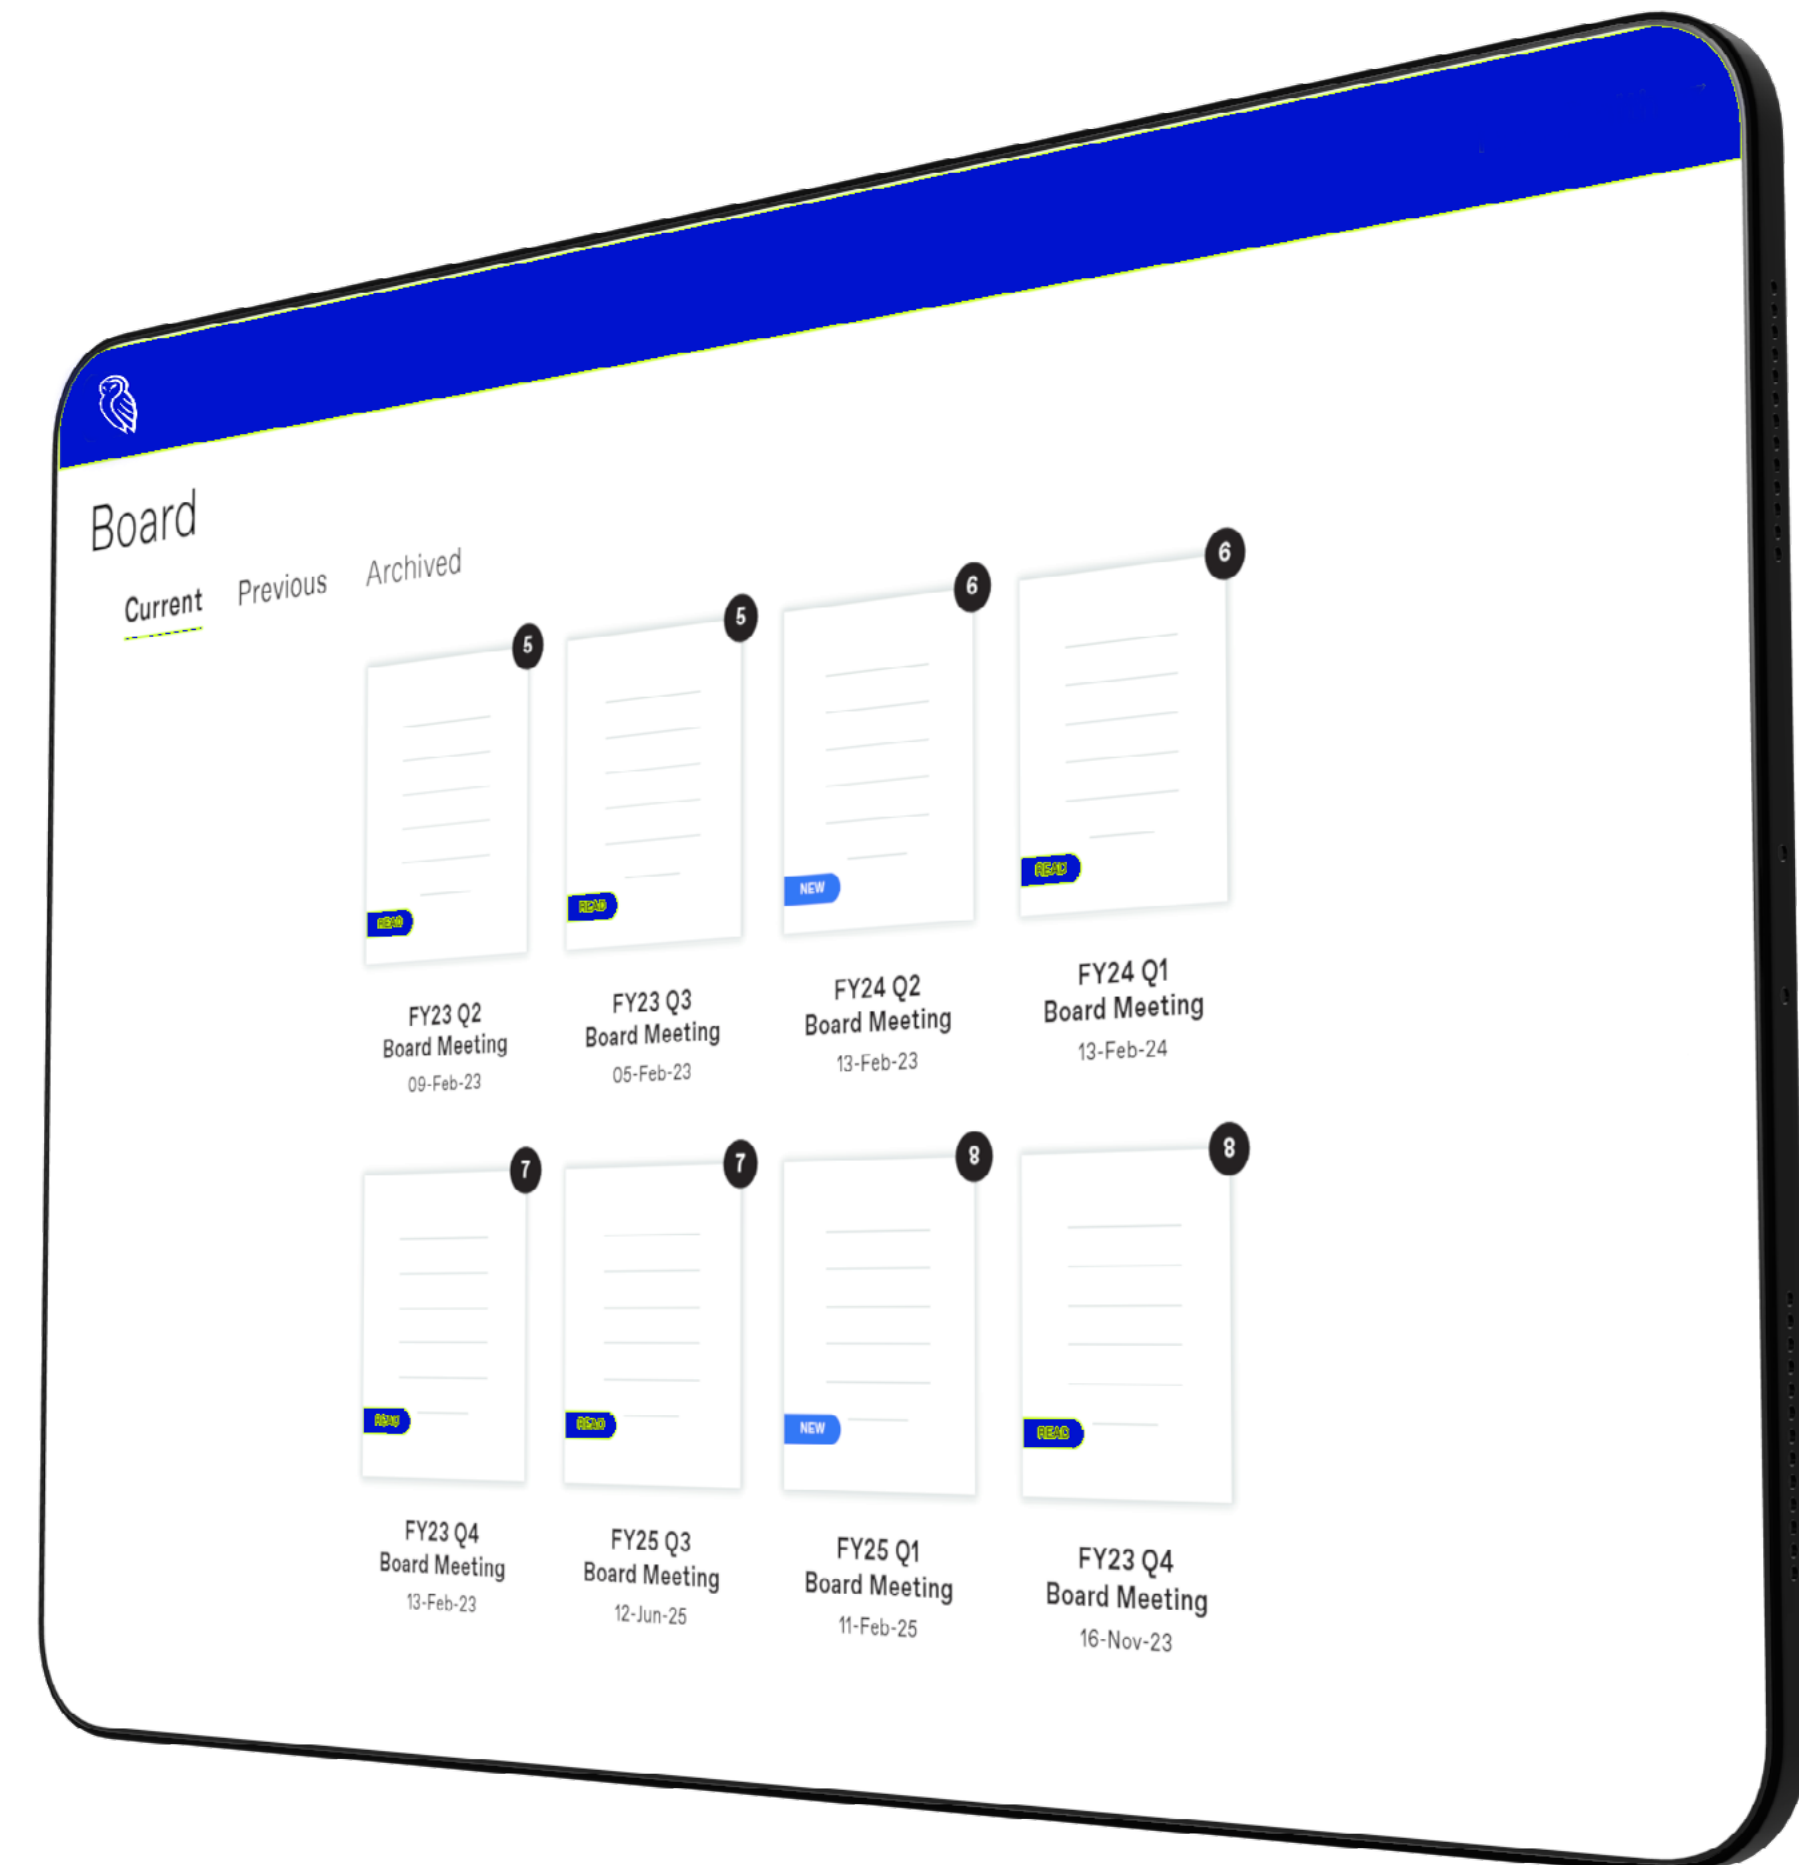 Board
Current
Previous
Archived
5
5
6
6
READ
READ
NEW
READ
FY23 Q2
Board Meeting
09-Feb-23
FY23 Q3
Board Meeting
05-Feb-23
FY24 Q2
Board Meeting
13-Feb-23
FY24 Q1
Board Meeting
13-Feb-24
7
7
8
8
READ
READ
NEW
READ
FY23 Q4
Board Meeting
13-Feb-23
FY25 Q3
Board Meeting
12-Jun-25
FY25 Q1
Board Meeting
11-Feb-25
FY23 Q4
Board Meeting
16-Nov-23